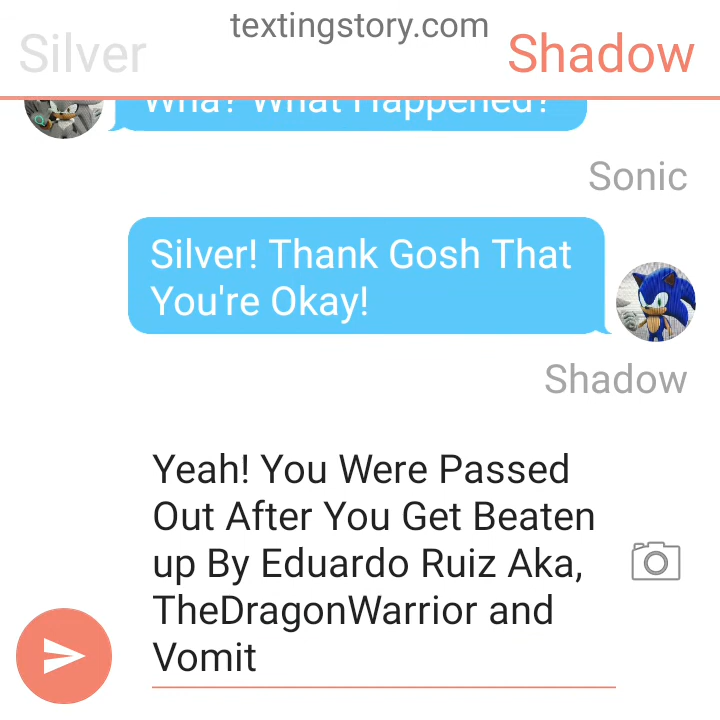 textingstory.com
Silver
Shadow
Wha? What Happened?
Sonic
Silver! Thank Gosh That
You're Okay!
Shadow
Yeah! You Were Passed
Out After You Get Beaten
up By Eduardo Ruiz Aka,
TheDragonWarrior and
Vomit